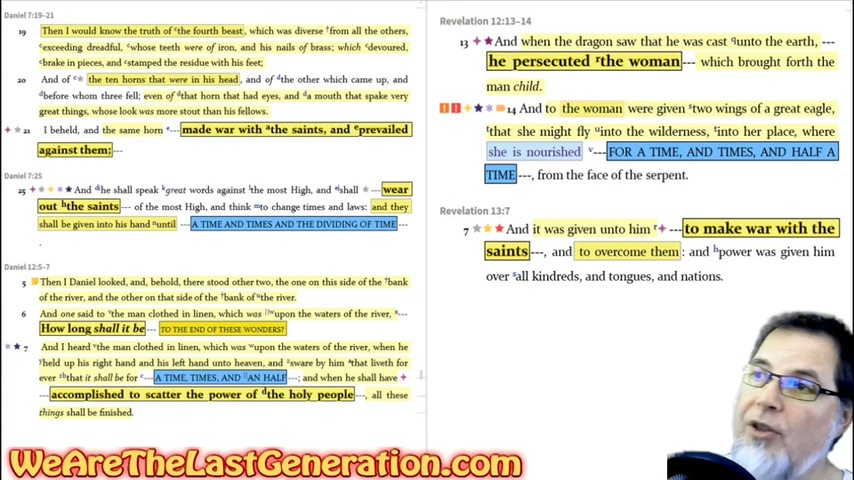 Daniel 7:19–21
19 Then I would know the truth of the fourth beast, which was diverse from all the others,
exceeding dreadful, whose teeth were of iron, and his nails of brass; which devoured,
brake in pieces, and stamped the residue with his feet;
20 And of the ten horns that were in his head, and of the other which came up, and
before whom three fell; even of that horn that had eyes, and a mouth that spake very
great things, whose look was more stout than his fellows.
21 I beheld, and the same horn ---made war with the saints, and prevailed
against them;---
Daniel 7:25
25 And he shall speak great words against the most High, and shall ---wear
out the saints--- of the most High, and think to change times and laws: and they
shall be given into his hand until ---A TIME AND TIMES AND THE DIVIDING OF TIME---
.
Daniel 12:5-7
5 Then I Daniel looked, and, behold, there stood other two, the one on this side of the bank
of the river, and the other on that side of the bank of the river.
6 And one said to the man clothed in linen, which was upon the waters of the river, ---
How long shall it be--- TO THE END OF THESE WONDERS?
7 And I heard the man clothed in linen, which was upon the waters of the river, when he
held up his right hand and his left hand unto heaven, and sware by him that liveth for
ever that it shall be for ---A TIME, TIMES, AND AN HALF---; and when he shall have
---accomplished to scatter the power of the holy people---, all these
things shall be finished.
Revelation 12:13–14
13 And when the dragon saw that he was cast unto the earth, ---
he persecuted the woman--- which brought forth the
man child.
14 And to the woman were given two wings of a great eagle,
that she might fly into the wilderness, into her place, where
she is nourished ---FOR A TIME, AND TIMES, AND HALF A
TIME---, from the face of the serpent.
Revelation 13:7
7 And it was given unto him ---to make war with the
saints---, and to overcome them: and power was given him
over all kindreds, and tongues, and nations.
WeAreTheLastGeneration.com